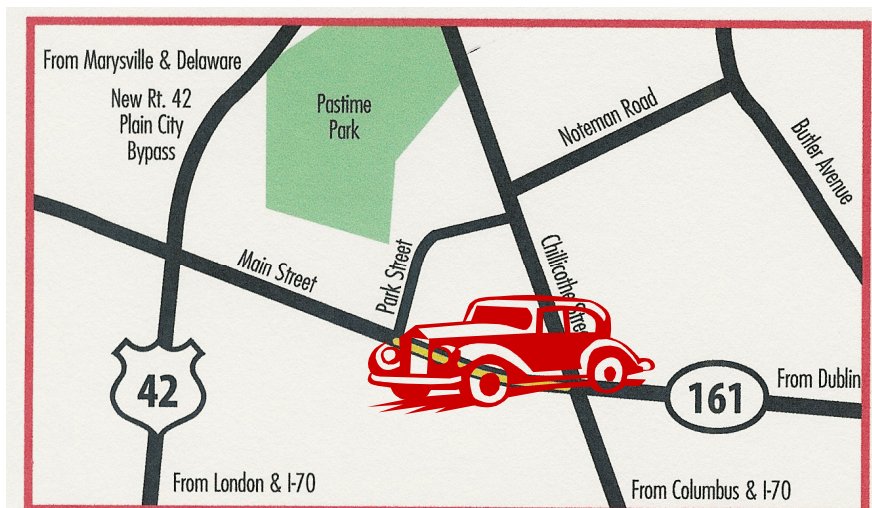 From Marysville & Delaware
New Rt. 42
Plain City
Bypass
Pastime
Park
Noteman Road
Butler Avenue
Main Street
Park Street
Chillicothe
42
161
From Dublin
From London & I-70
From Columbus & I-70